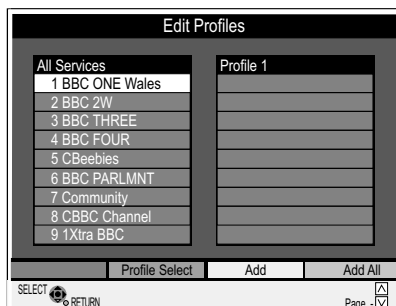 Edit Profiles
All Services
Profile 1
1 BBC ONE Wales
2 BBC 2W
3 BBC THREE
4 BBC FOUR
5 CBeebies
6 BBC PARLMNT
7 Community
8 CBBC Channel
9 1Xtra BBC
Profile Select Add Add All
SELECT
RETURN
Page -